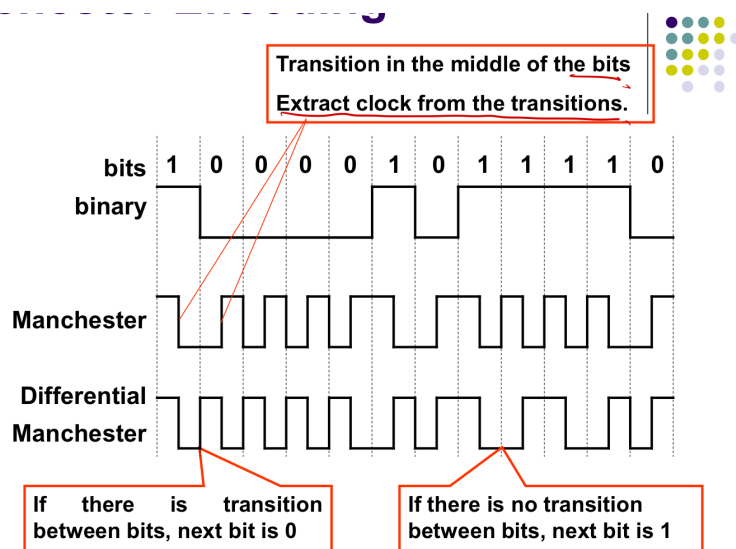 Transition in the middle of the bits
Extract clock from the transitions.
bits 1 0 0 0 0 1 0 1 1 1 1 0
binary
Manchester
Differential
Manchester
If there is transition
between bits, next bit is 0
If there is no transition
between bits, next bit is 1